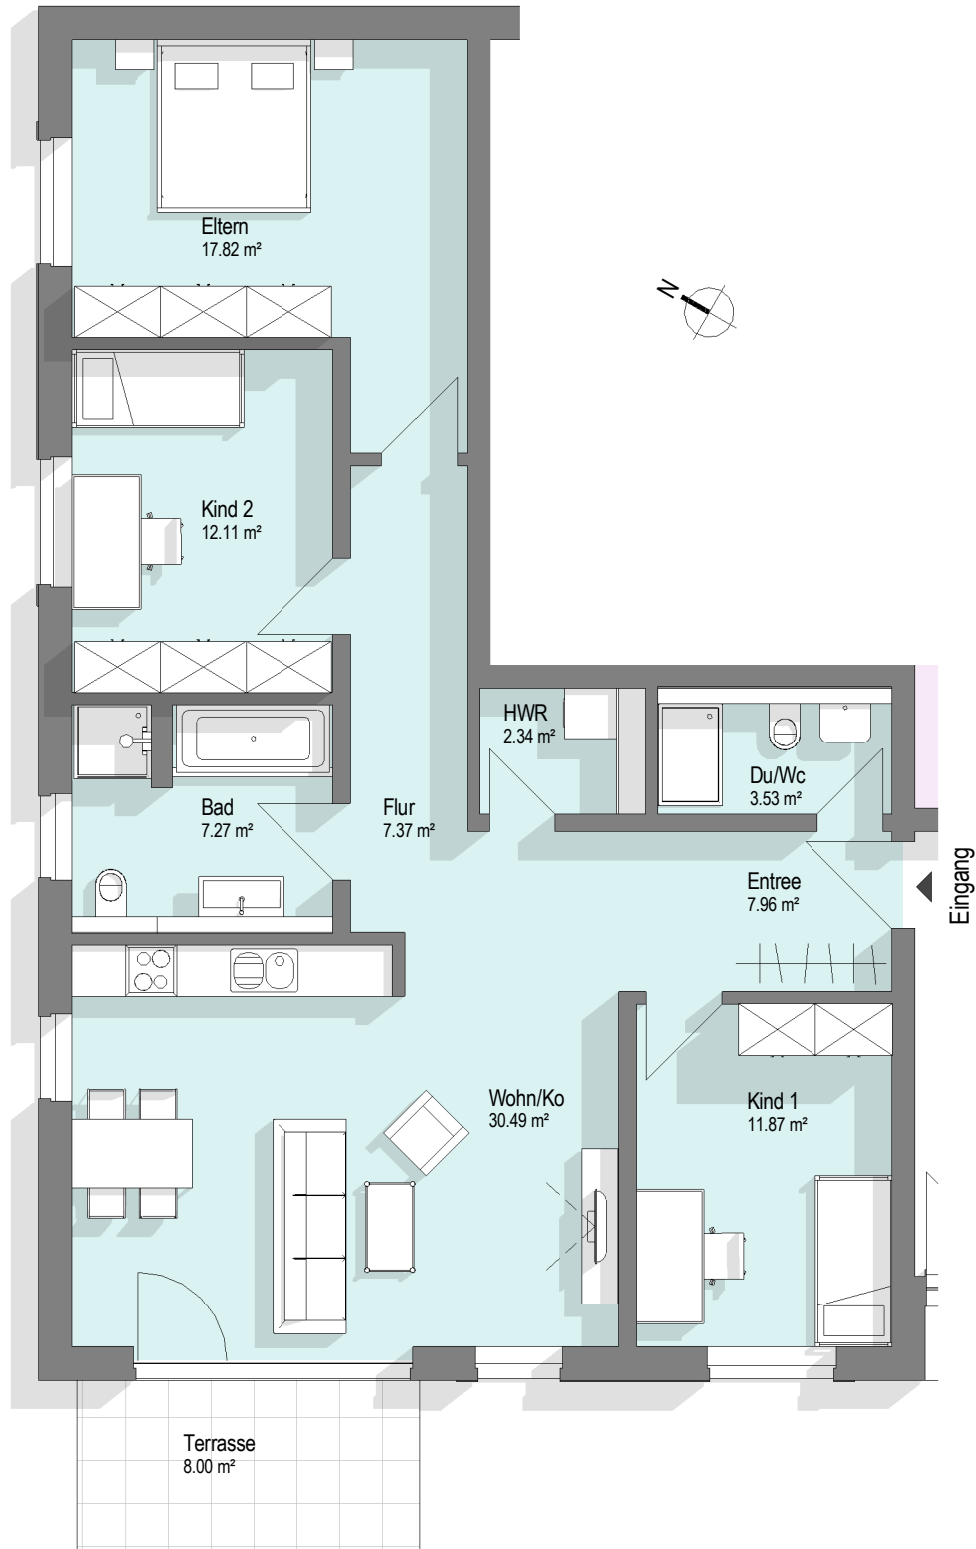 Eltern
17.82 m²
N
Kind 2
12.11 m²
HWR
2.34 m²
Du/Wc
3.53 m²
Bad
7.27 m²
Flur
7.37 m²
Entree
7.96 m²
Eingang
Wohn/Ko
30.49 m²
Kind 1
11.87 m²
Terrasse
8.00 m²